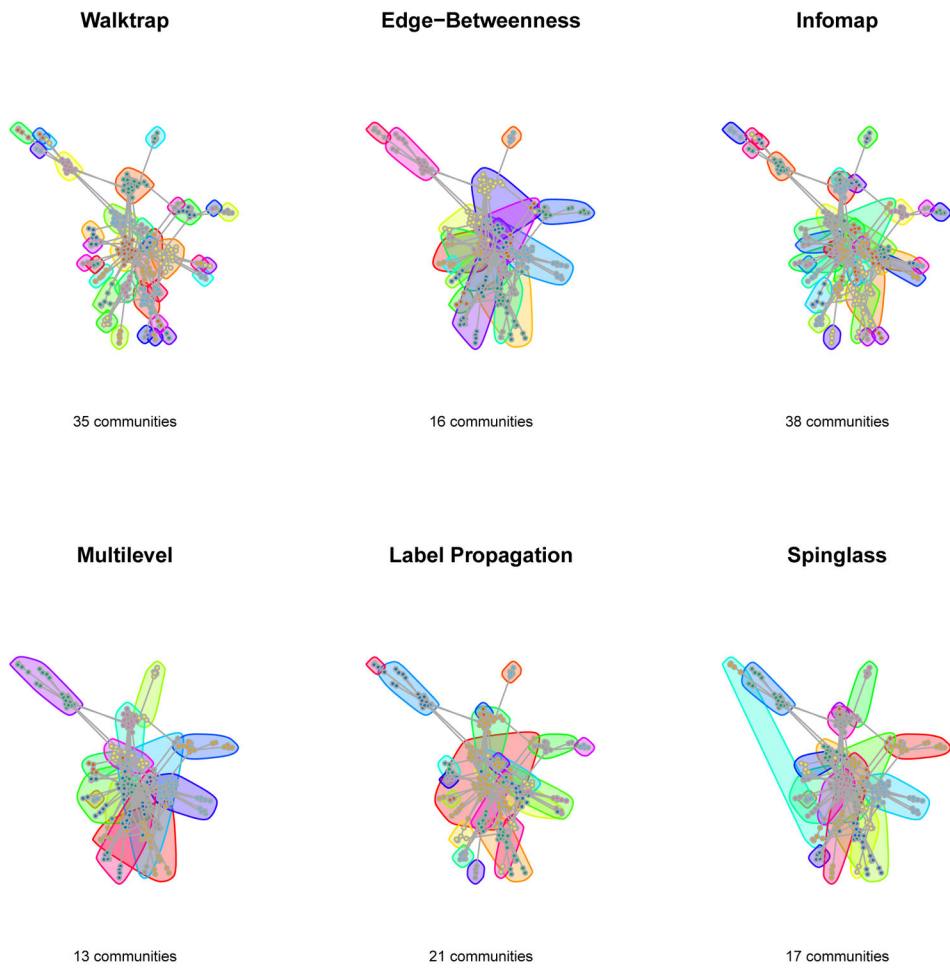 Walktrap
Edge−Betweenness
Infomap
35 communities
16 communities
38 communities
Multilevel
Label Propagation
Spinglass
13 communities
21 communities
17 communities